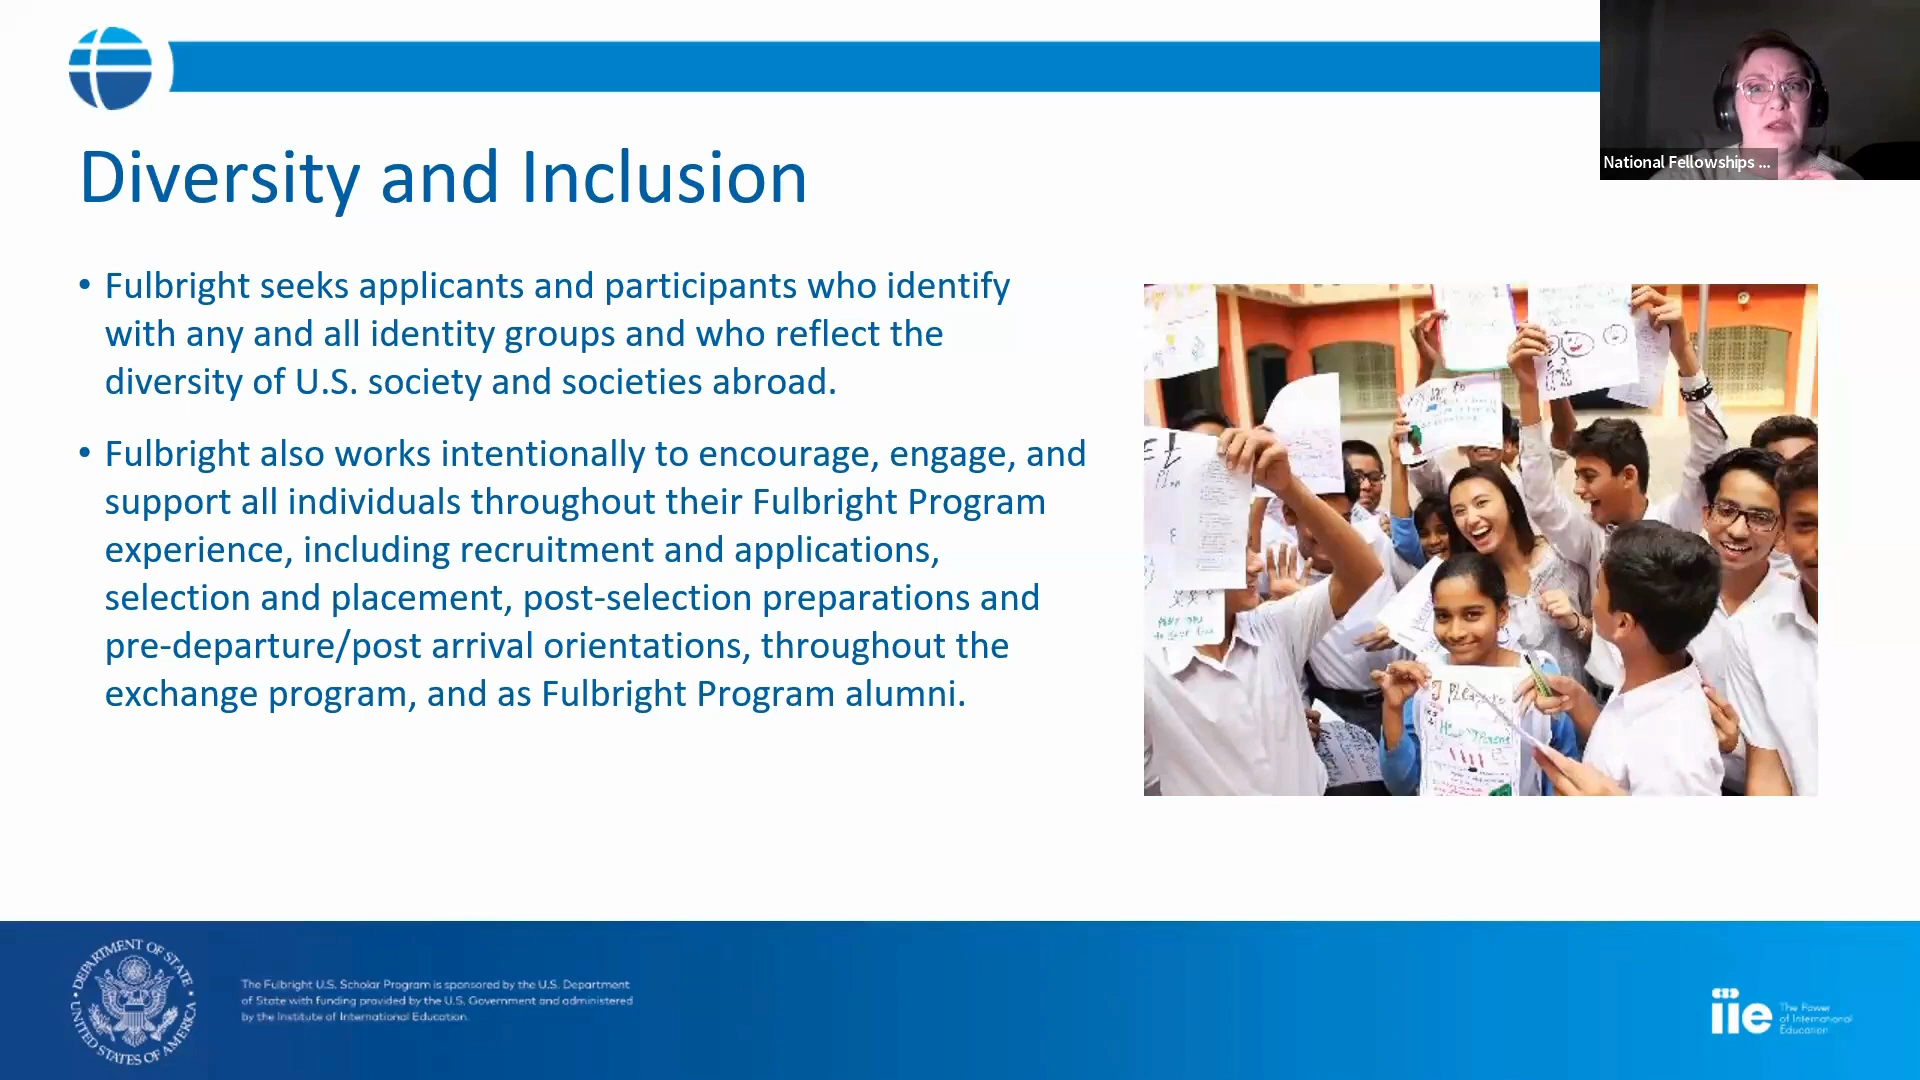 National Fellowships ...
Diversity and Inclusion
• Fulbright seeks applicants and participants who identify
with any and all identity groups and who reflect the
diversity of U.S. society and societies abroad.
• Fulbright also works intentionally to encourage, engage, and
support all individuals throughout their Fulbright Program
experience, including recruitment and applications,
selection and placement, post-selection preparations and
pre-departure/post arrival orientations, throughout the
exchange program, and as Fulbright Program alumni.
DEPARTMENT OF STATE
UNITED STATES OF AMERICA
The Fulbright U.S. Scholar Program is sponsored by the U.S. Department
of State with funding provided by the U.S. Government and administered
by the Institute of International Education.
iie
The Power
of International
Education